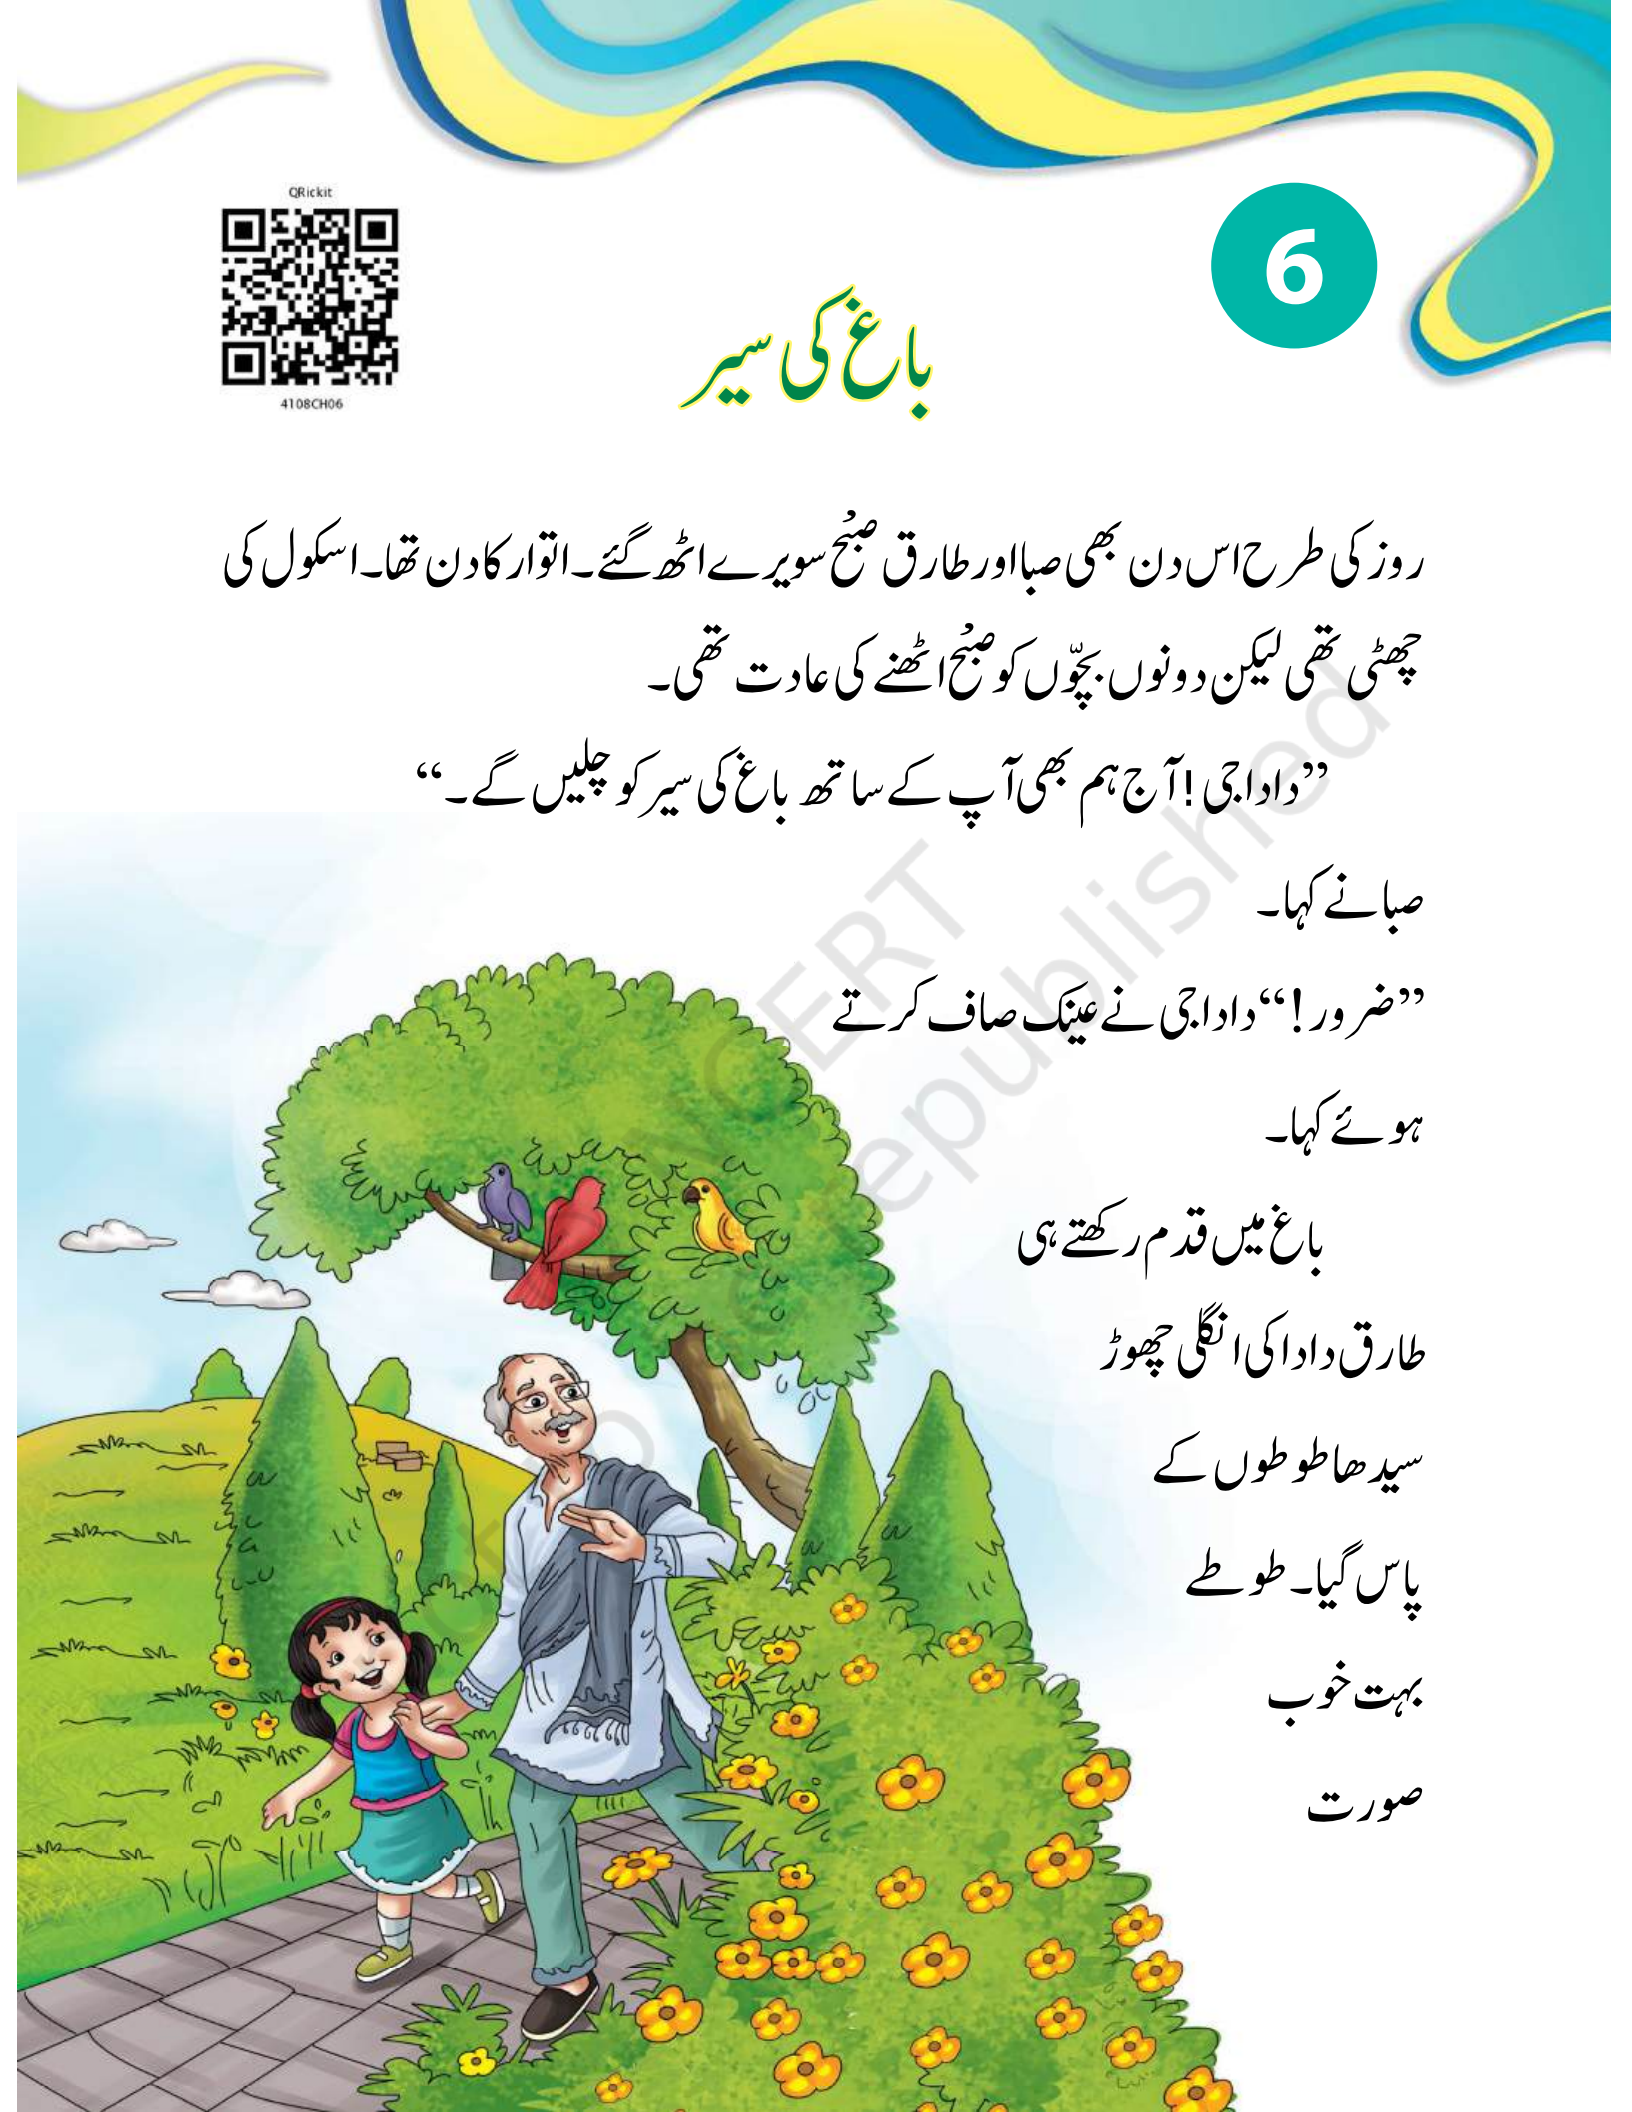 QRickit
4108CH06
6
باغ کی سیر
روز کی طرح اس دن بھی صبا اور طارق صبُح سویرے اٹھ گئے۔ اتوار کا دن تھا۔ اسکول کی
چھٹی تھی لیکن دونوں بچّوں کو صبُح اٹھنے کی عادت تھی۔
”دادا جی! آج ہم بھی آپ کے ساتھ باغ کی سیر کو چلیں گے۔“
صبا نے کہا۔
”ضرور!“ دادا جی نے عینک صاف کرتے
ہوئے کہا۔
باغ میں قدم رکھتے ہی
طارق دادا کی انگلی چھوڑ
سیدھا طوطوں کے
پاس گیا۔ طوطے
بہت خوب
صورت
NCERT
republished